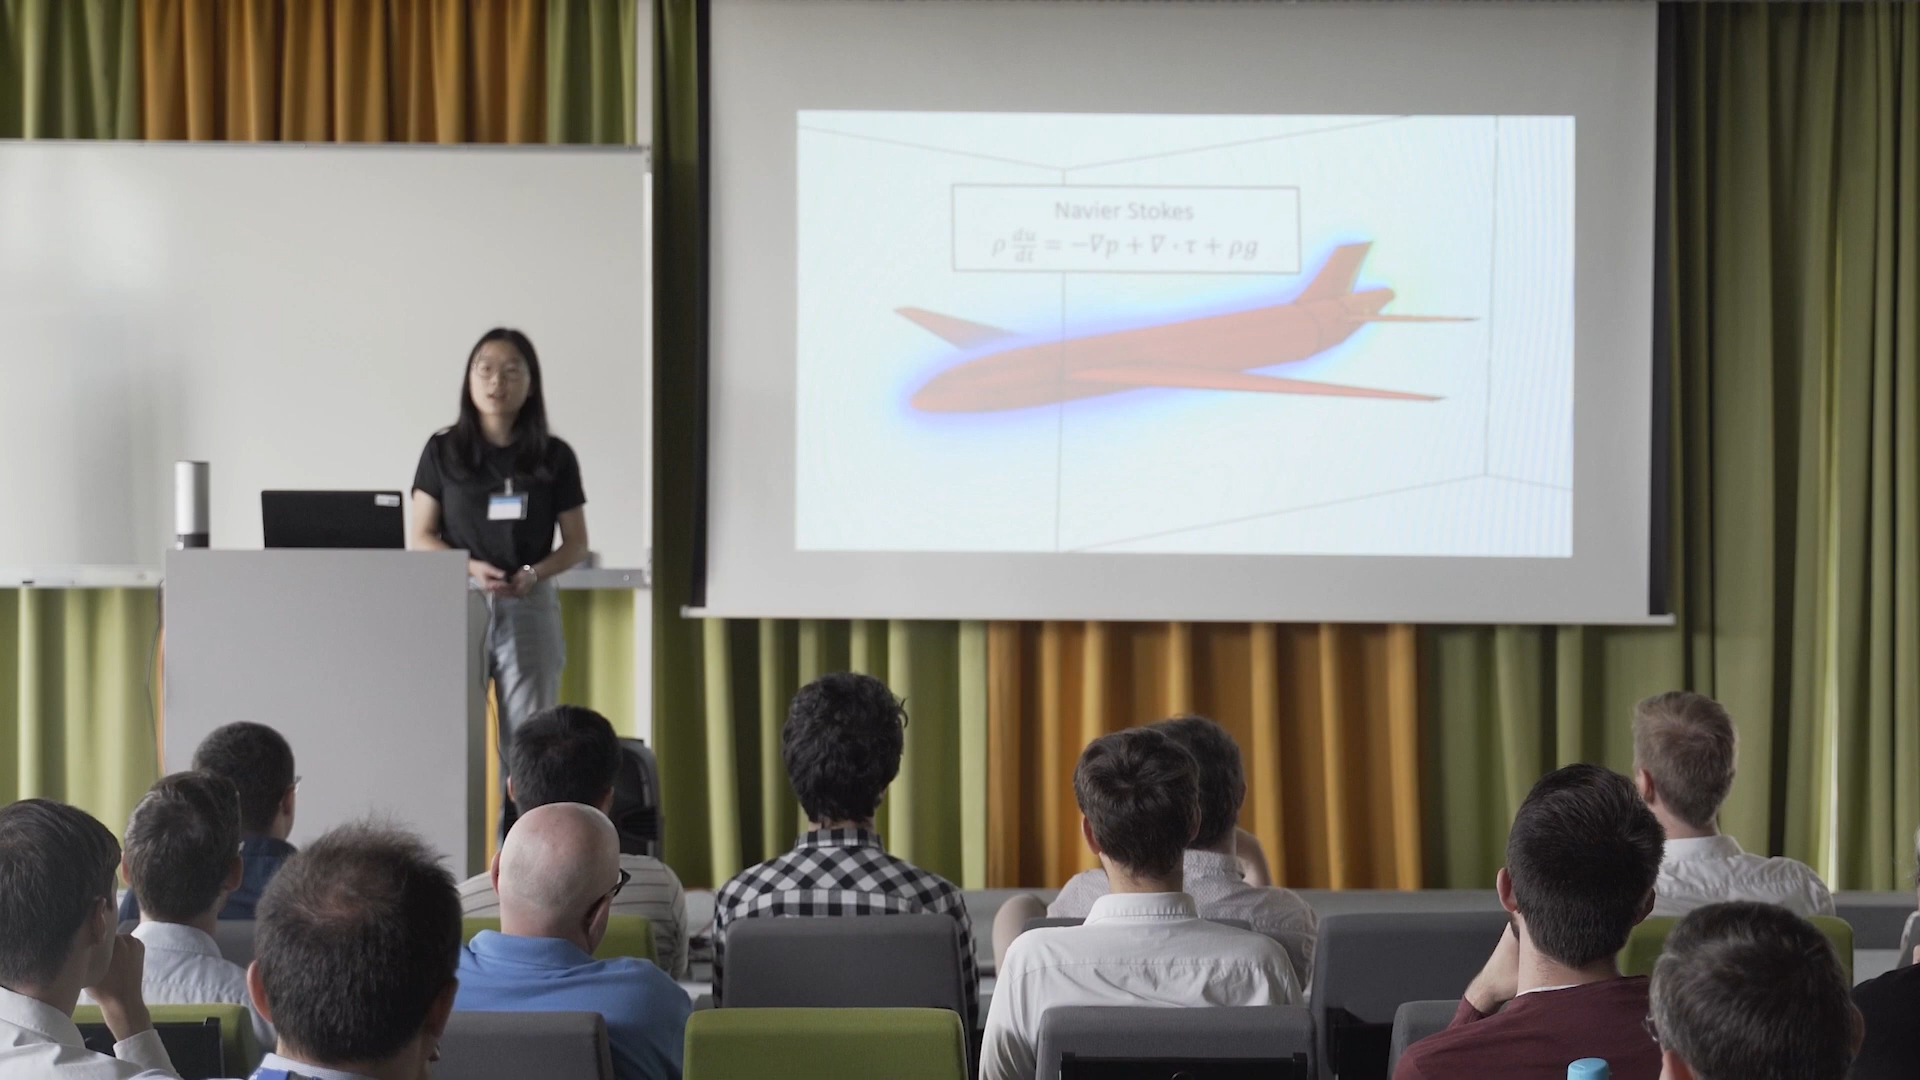 Navier Stokes
ρ du/dt = −∇p + ∇ · τ + ρg